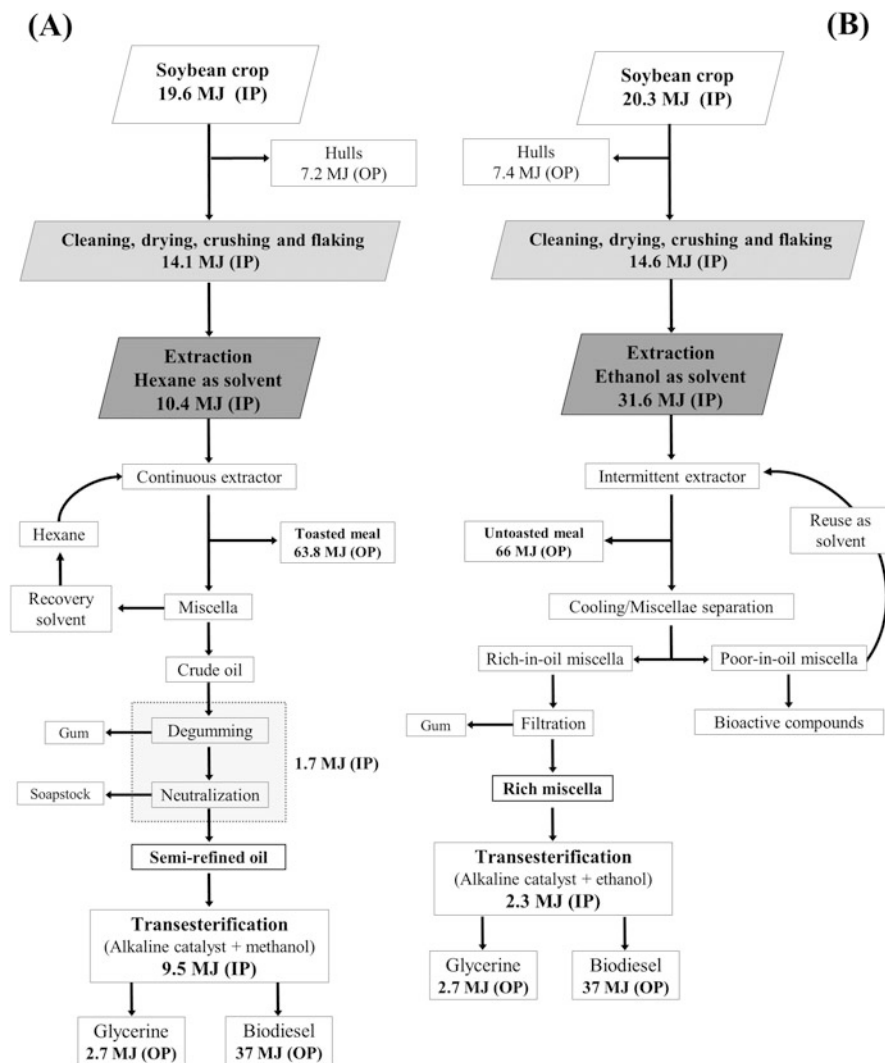 (A)
Soybean crop
19.6 MJ (IP)
Hulls
7.2 MJ (OP)
Cleaning, drying, crushing and flaking
14.1 MJ (IP)
Extraction
Hexane as solvent
10.4 MJ (IP)
Continuous extractor
Hexane
Toasted meal
63.8 MJ (OP)
Recovery
solvent
Miscella
Crude oil
Gum
Degumming
1.7 MJ (IP)
Soapstock
Neutralization
Semi-refined oil
Transesterification
(Alkaline catalyst + methanol)
9.5 MJ (IP)
Glycerine
2.7 MJ (OP)
Biodiesel
37 MJ (OP)
(B)
Soybean crop
20.3 MJ (IP)
Hulls
7.4 MJ (OP)
Cleaning, drying, crushing and flaking
14.6 MJ (IP)
Extraction
Ethanol as solvent
31.6 MJ (IP)
Intermittent extractor
Untoasted meal
66 MJ (OP)
Reuse as
solvent
Cooling/Miscellae separation
Rich-in-oil miscella
Poor-in-oil miscella
Gum
Filtration
Bioactive compounds
Rich miscella
Transesterification
(Alkaline catalyst + ethanol)
2.3 MJ (IP)
Glycerine
2.7 MJ (OP)
Biodiesel
37 MJ (OP)